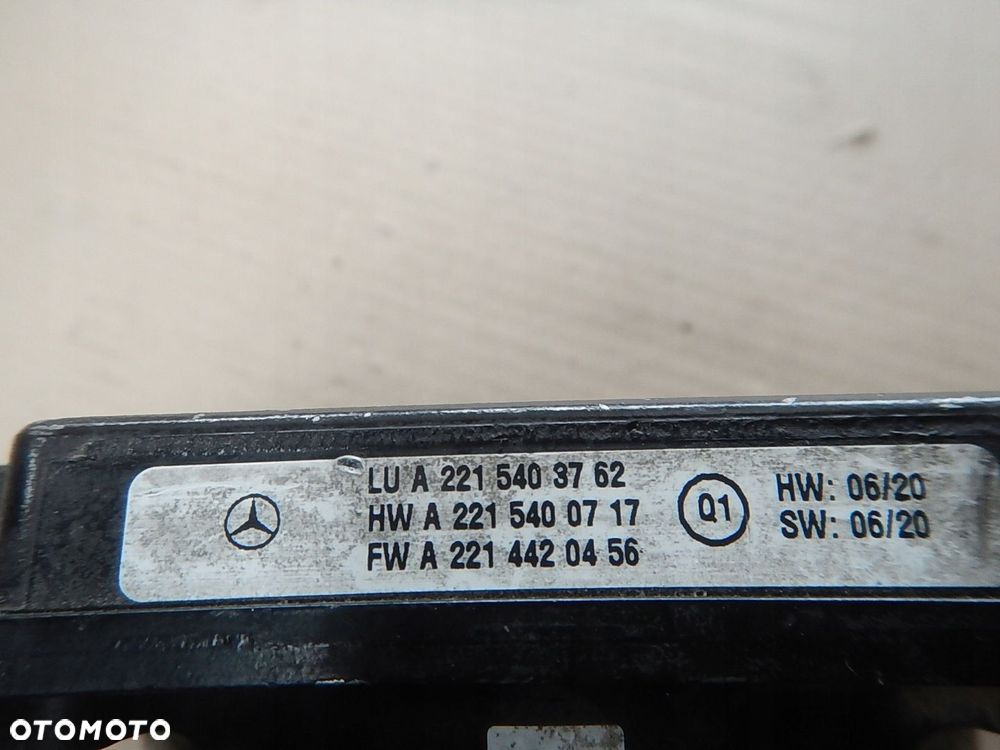 LU A 221 540 37 62
HW A 221 540 07 17
FW A 221 442 04 56
Q1
HW: 06/20
SW: 06/20
OTOMOTO